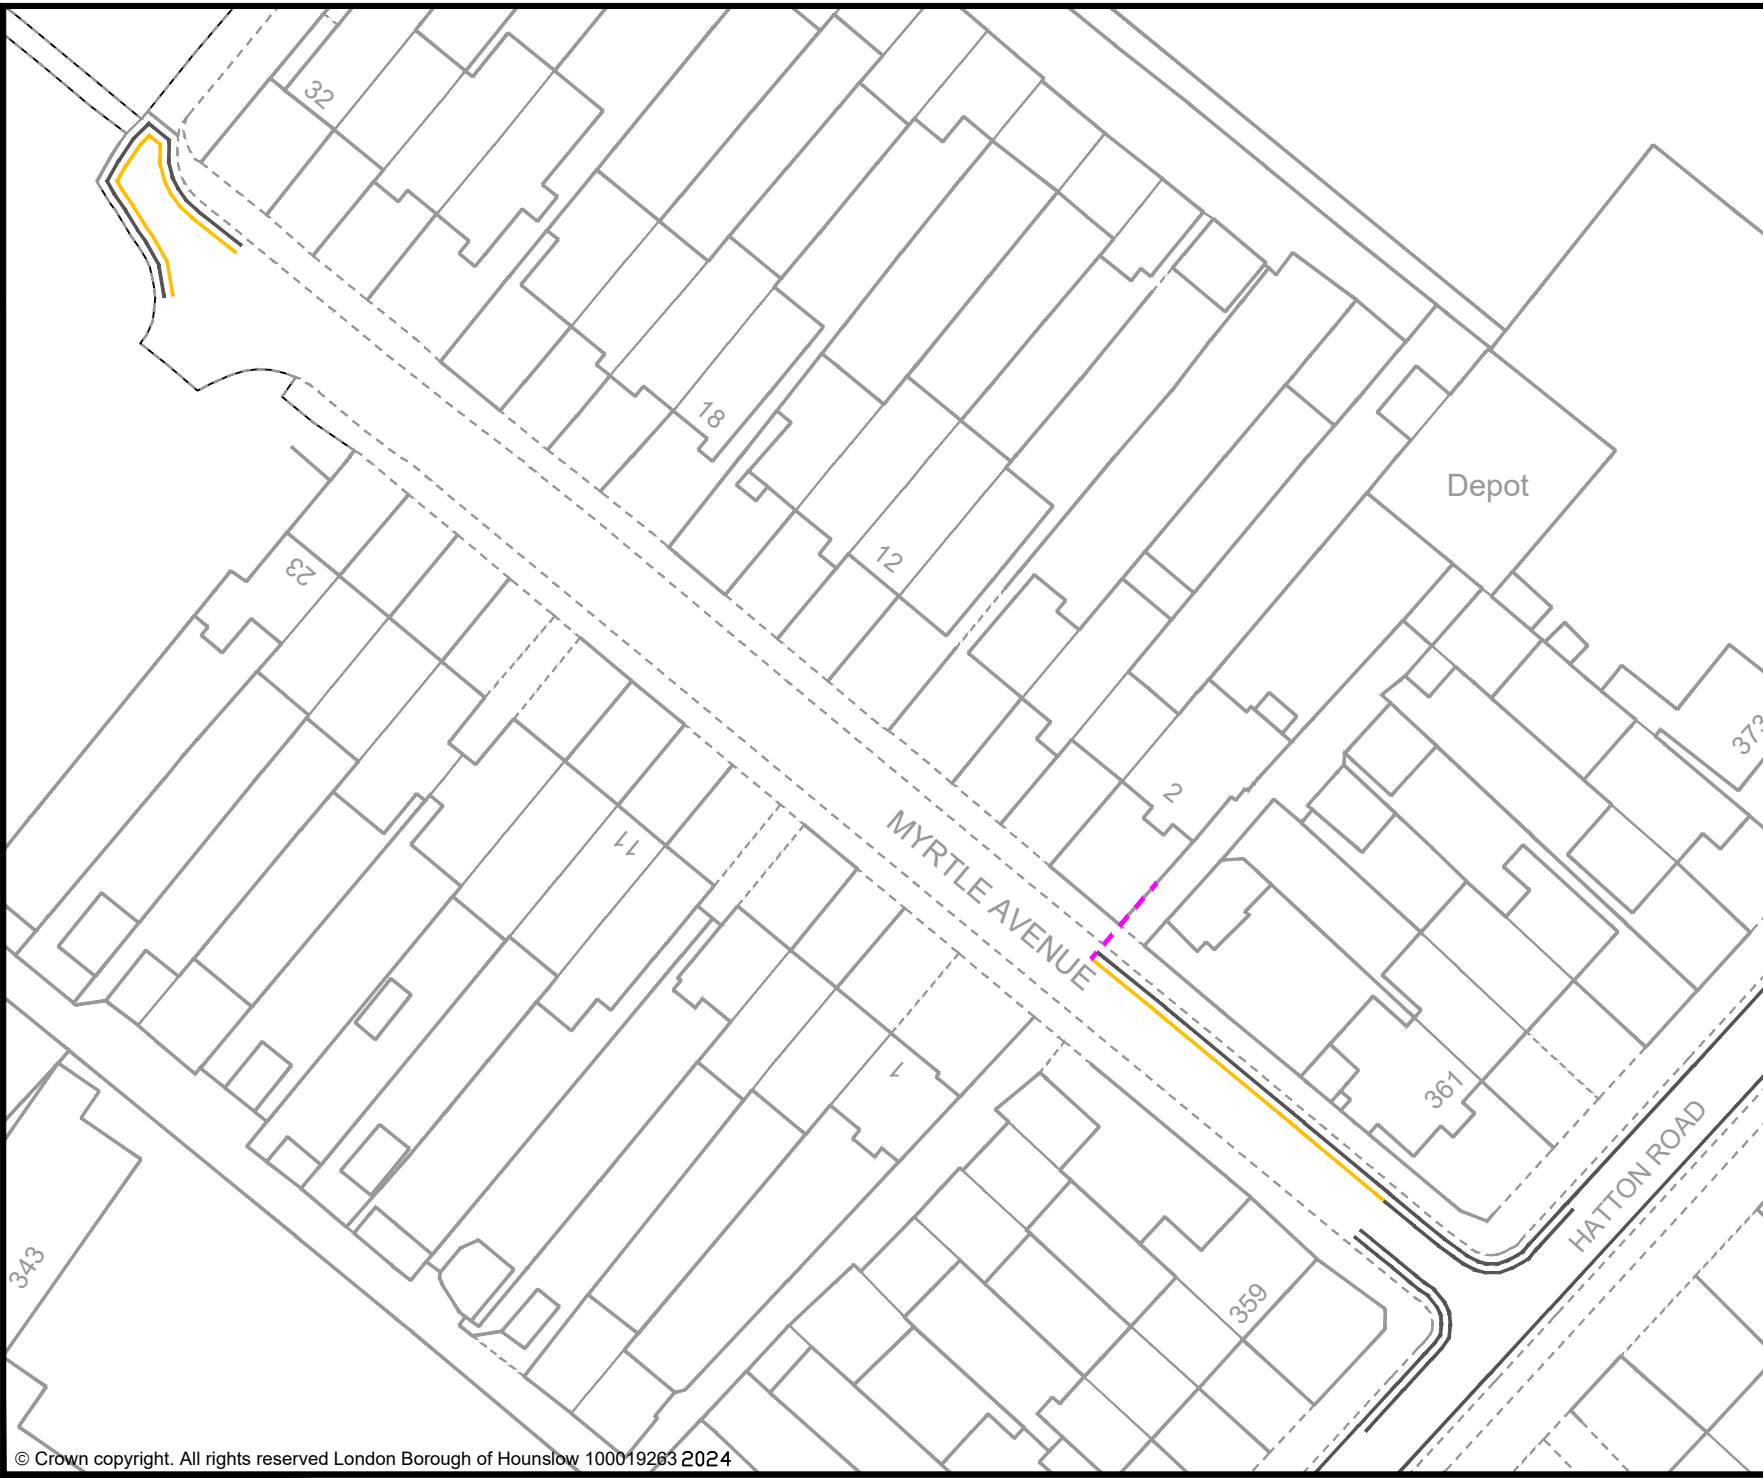 32
18
Depot
12
23
373
2
11
MYRTLE AVENUE
1
361
HATTON ROAD
343
359
© Crown copyright. All rights reserved London Borough of Hounslow 100019263 2024